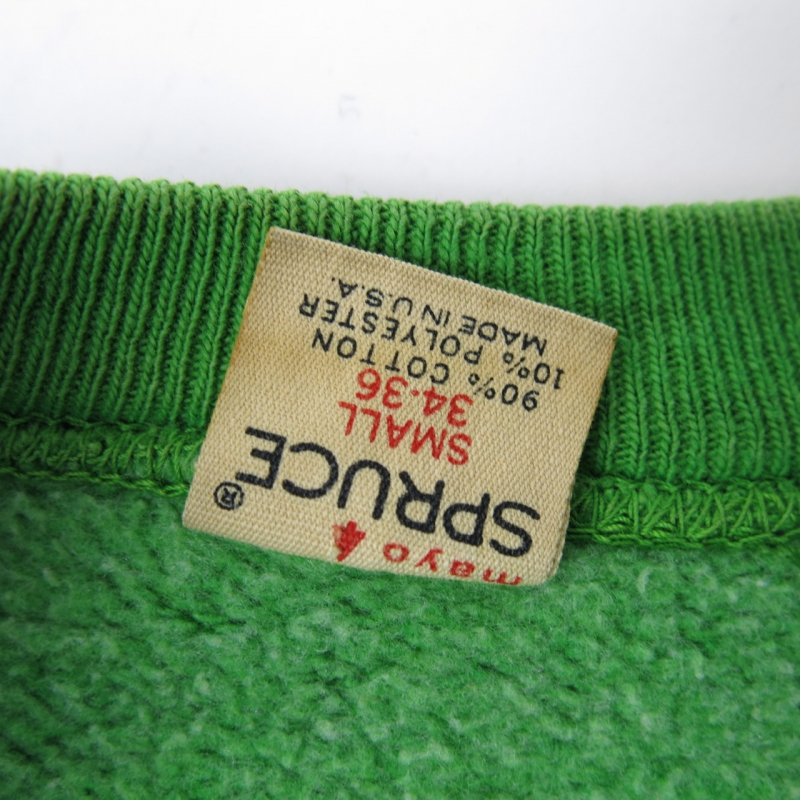 mayo
SPRUCE®
SMALL
34-36
90% COTTON
10% POLYESTER
MADE IN U.S.A.